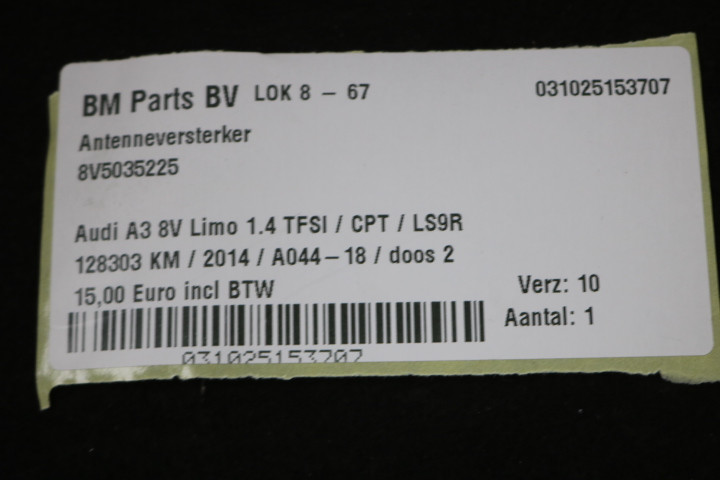 BM Parts BV LOK 8 – 67 031025153707
Antenneversterker
8V5035225
Audi A3 8V Limo 1.4 TFSI / CPT / LS9R
128303 KM / 2014 / A044–18 / doos 2
15,00 Euro incl BTW Verz: 10
Aantal: 1
031025153707